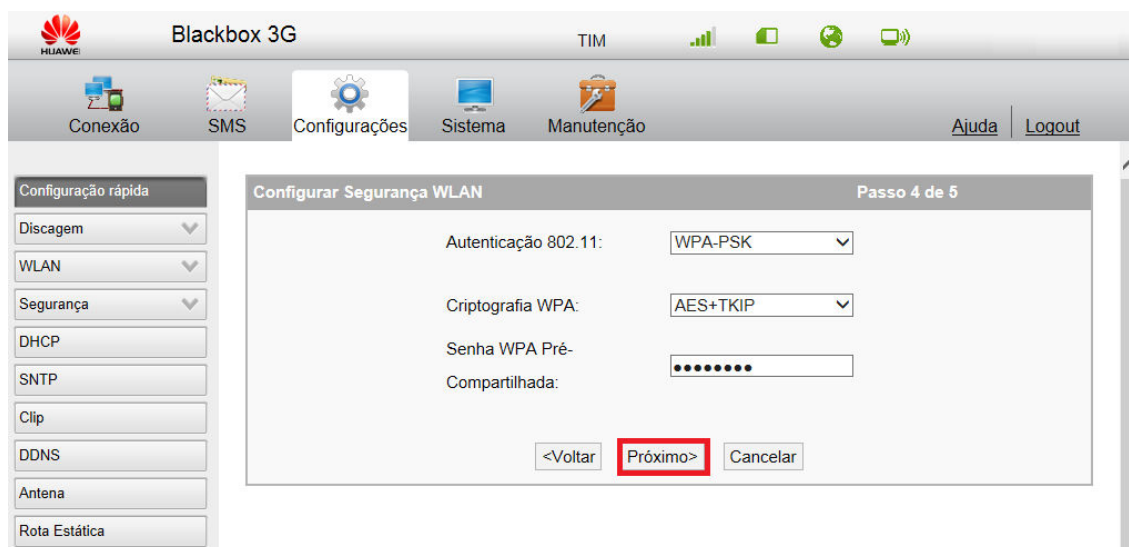 HUAWEI
Blackbox 3G
TIM
Conexão
SMS
Configurações
Sistema
Manutenção
Ajuda
Logout
Configuração rápida
Discagem
WLAN
Segurança
DHCP
SNTP
Clip
DDNS
Antena
Rota Estática
Configurar Segurança WLAN
Passo 4 de 5
Autenticação 802.11:
WPA-PSK
Criptografia WPA:
AES+TKIP
Senha WPA Pré-
Compartilhada:
••••••••
<Voltar
Próximo>
Cancelar